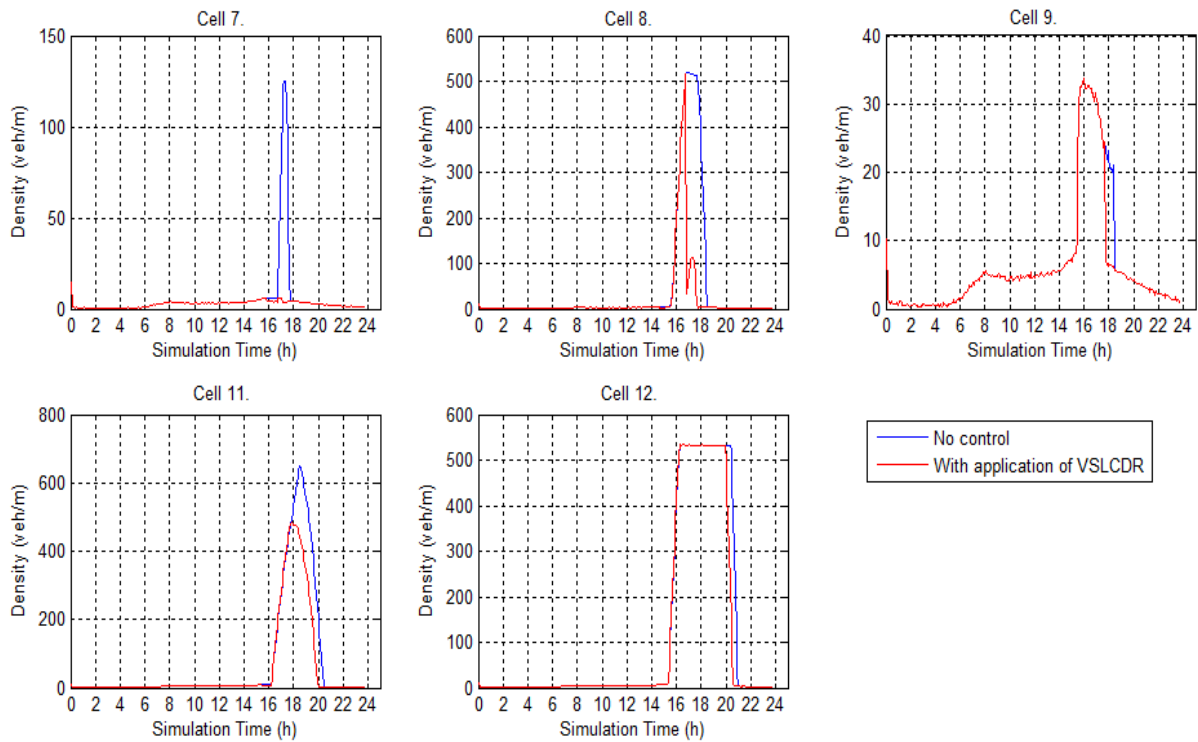 Cell 7.
150
100
50
0
Density (veh/m)
0 2 4 6 8 10 12 14 16 18 20 22 24
Simulation Time (h)
Cell 8.
600
500
400
300
200
100
0
Density (veh/m)
0 2 4 6 8 10 12 14 16 18 20 22 24
Simulation Time (h)
Cell 9.
40
30
20
10
0
Density (veh/m)
0 2 4 6 8 10 12 14 16 18 20 22 24
Simulation Time (h)
Cell 11.
800
600
400
200
0
Density (veh/m)
0 2 4 6 8 10 12 14 16 18 20 22 24
Simulation Time (h)
Cell 12.
600
500
400
300
200
100
0
Density (veh/m)
0 2 4 6 8 10 12 14 16 18 20 22 24
Simulation Time (h)
No control
With application of VSLCDR